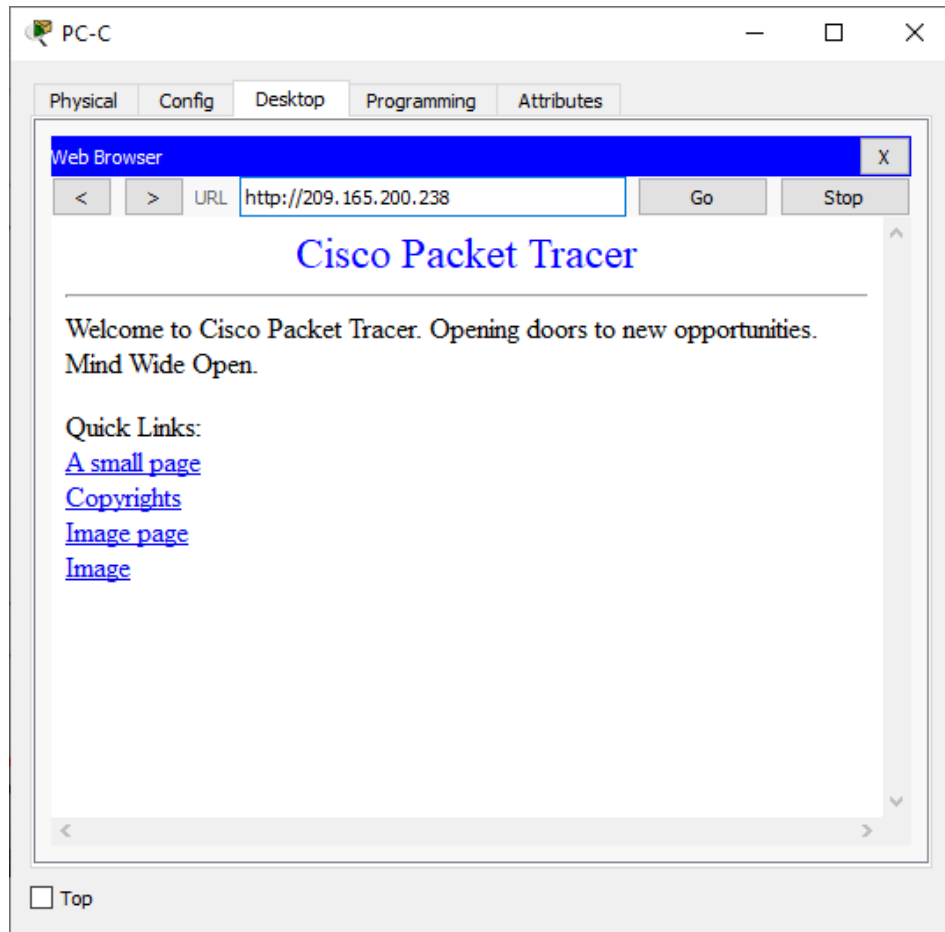 PC-C
Physical Config Desktop Programming Attributes
Web Browser X
< > URL http://209.165.200.238 Go Stop
Cisco Packet Tracer
Welcome to Cisco Packet Tracer. Opening doors to new opportunities.
Mind Wide Open.
Quick Links:
A small page
Copyrights
Image page
Image
Top